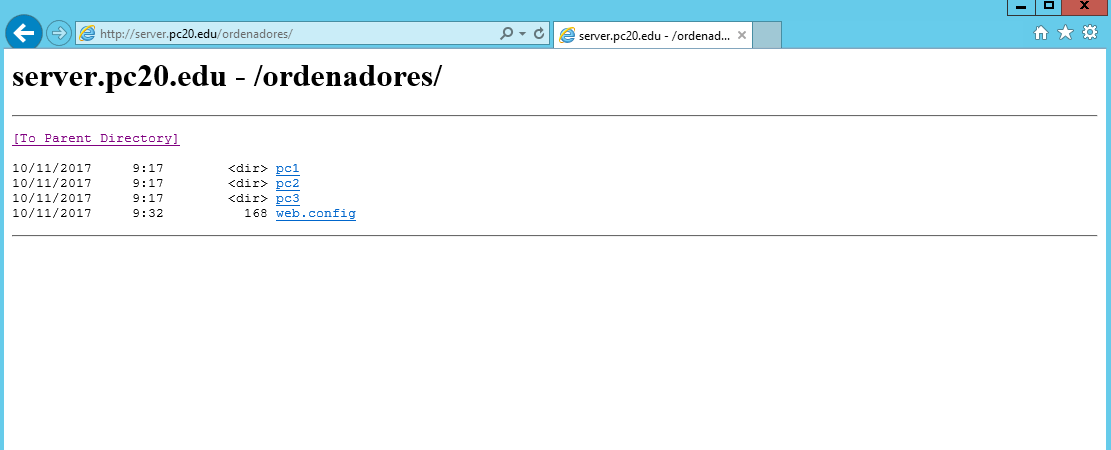 X
http://server.pc20.edu/ordenadores/
server.pc20.edu - /ordenad...
server.pc20.edu - /ordenadores/
[To Parent Directory]
10/11/2017 9:17 <dir> pc1
10/11/2017 9:17 <dir> pc2
10/11/2017 9:17 <dir> pc3
10/11/2017 9:32 168 web.config